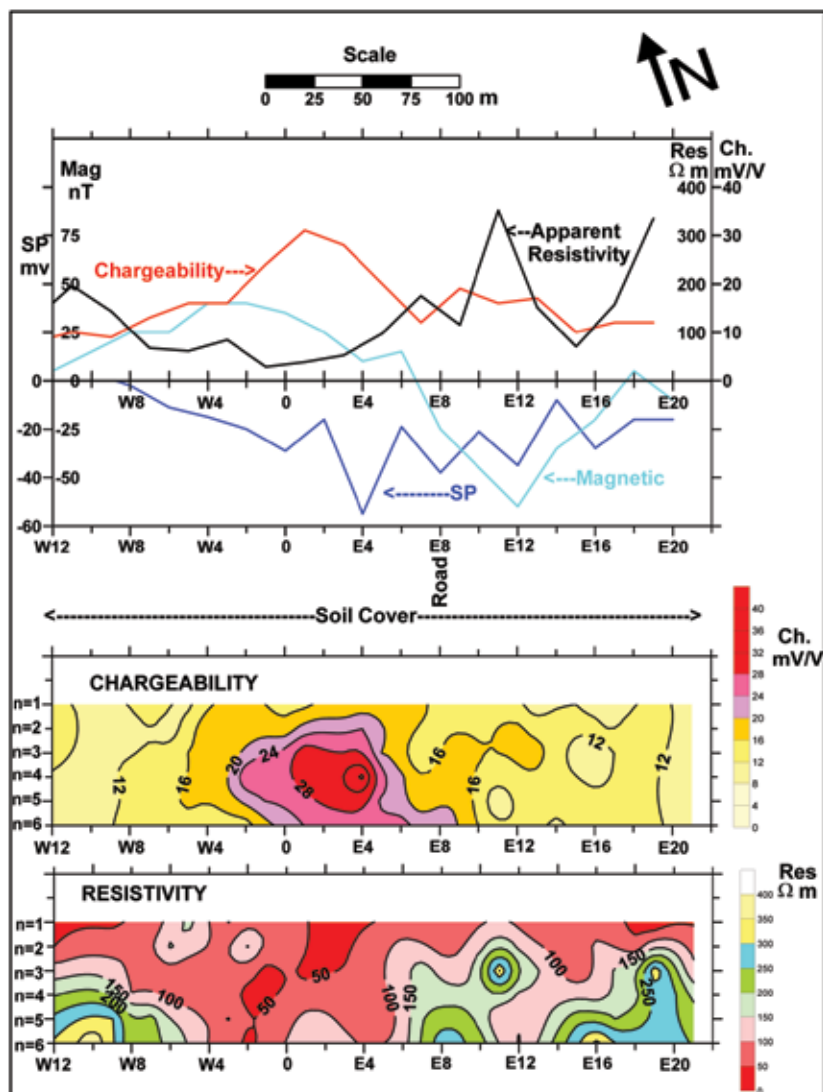 Scale
0 25 50 75 100 m
N
Mag
nT
Res
Ω m
Ch.
mV/V
400 40
SP
mv
75
300 30
<--Apparent
Resistivity
Chargeability--->
50
200 20
25
100 10
0
0 0
W8 W4 0 E4 E8 E12 E16 E20
-25
-50
<--------SP
<---Magnetic
-60
W12 W8 W4 0 E4 E8 E12 E16 E20
Road
<------------------------Soil Cover------------------------>
Ch.
mV/V
40
36
32
28
24
20
16
12
8
4
0
CHARGEABILITY
n=1
n=2
n=3
n=4
n=5
n=6
12 16 20 24 28 16 16 12 12
W12 W8 W4 0 E4 E8 E12 E16 E20
Res
Ω m
400
350
300
250
200
150
100
50
0
RESISTIVITY
n=1
n=2
n=3
n=4
n=5
n=6
150 200 100 50 50 100 150 100 150 250
W12 W8 W4 0 E4 E8 E12 E16 E20